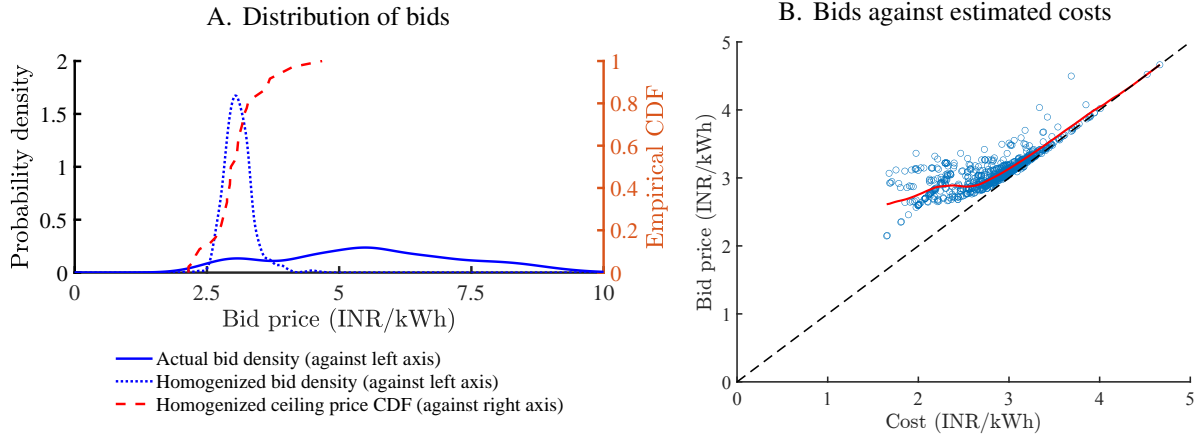 A. Distribution of bids
2
1.5
1
0.5
0
Probability density
1
0.8
0.6
0.4
0.2
0
Empirical CDF
0
2.5
5
7.5
10
Bid price (INR/kWh)
Actual bid density (against left axis)
Homogenized bid density (against left axis)
Homogenized ceiling price CDF (against right axis)
B. Bids against estimated costs
5
4
3
2
1
0
Bid price (INR/kWh)
0
1
2
3
4
5
Cost (INR/kWh)